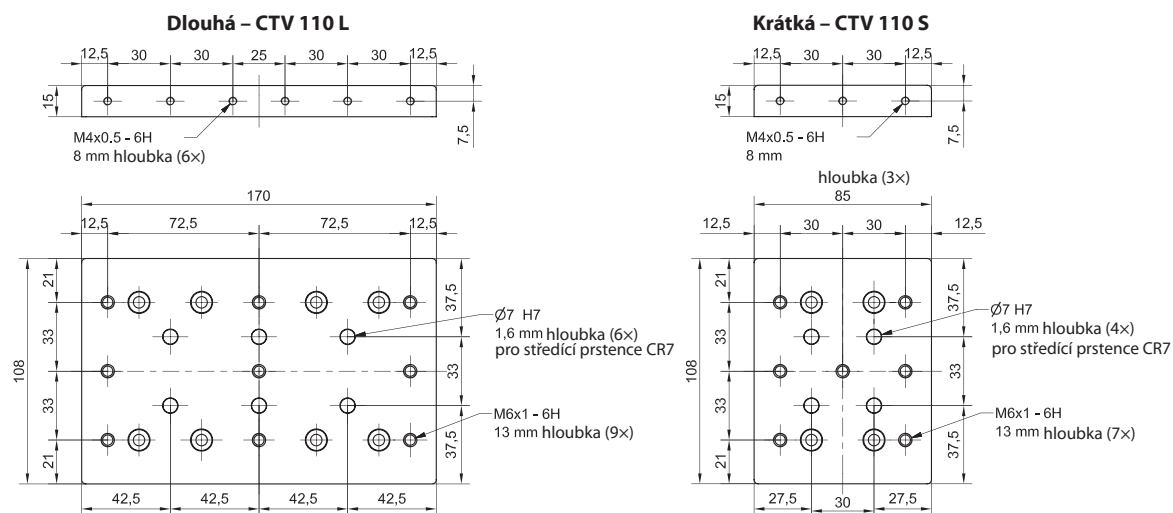 Dlouhá – CTV 110 L
12,5 30 30 25 30 30 12,5
15
7,5
M4x0.5 - 6H
8 mm hloubka (6×)
170
12,5 72,5 72,5 12,5
21
33
33
21
108
37,5
33
37,5
Ø7 H7
1,6 mm hloubka (6×)
pro středící prstence CR7
M6x1 - 6H
13 mm hloubka (9×)
42,5 42,5 42,5 42,5
Krátká – CTV 110 S
12,5 30 30 12,5
15
7,5
M4x0.5 - 6H
8 mm
hloubka (3×)
85
12,5 30 30 12,5
21
33
33
21
108
37,5
33
37,5
Ø7 H7
1,6 mm hloubka (4×)
pro středící prstence CR7
M6x1 - 6H
13 mm hloubka (7×)
27,5 30 27,5